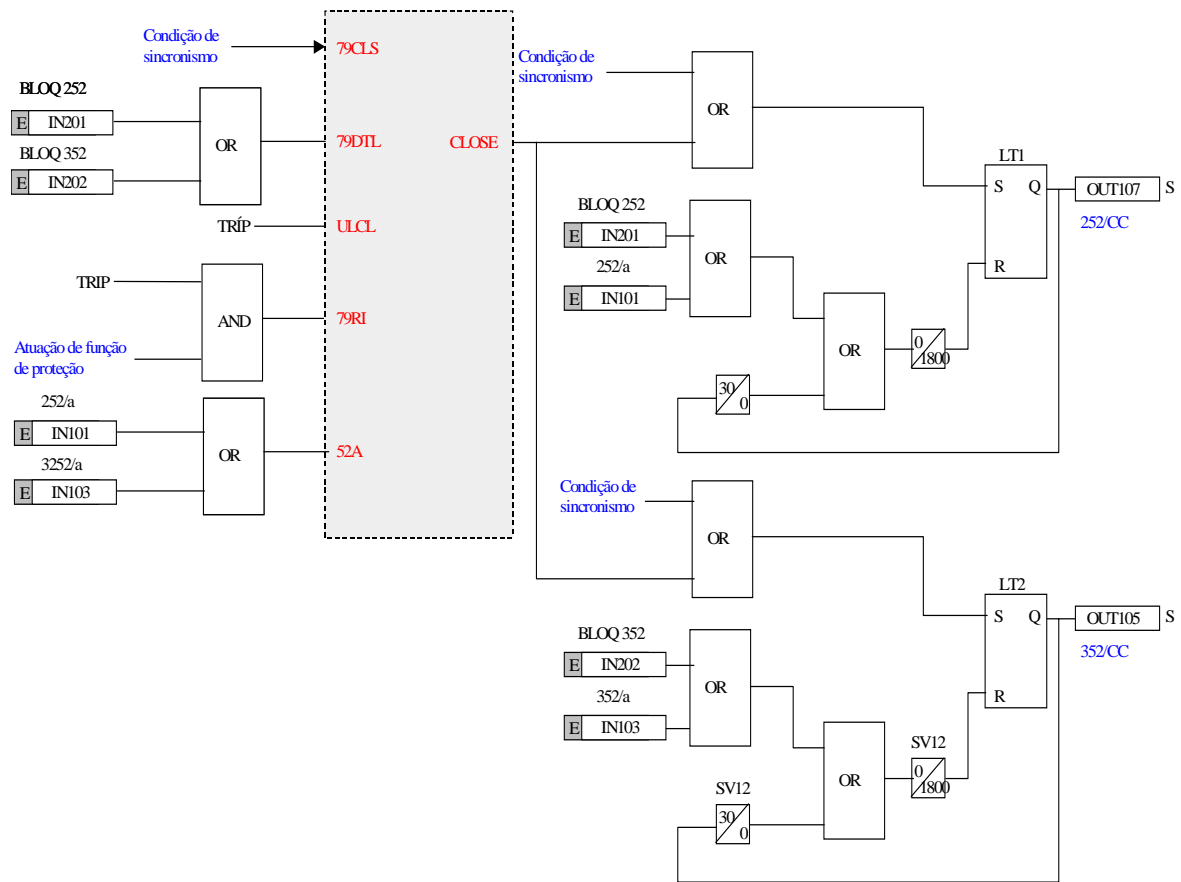 Condição de
sincronismo
79CLS
BLOQ 252
E IN201
BLOQ 352
E IN202
OR
79DTL
CLOSE
TRÍP
ULCL
TRIP
Atuação de função
de proteção
AND
79RI
252/a
E IN101
3252/a
E IN103
OR
52A
Condição de
sincronismo
OR
BLOQ 252
E IN201
252/a
E IN101
OR
OR
0
1800
30
0
LT1
S Q
R
OUT107 S
252/CC
Condição de
sincronismo
OR
BLOQ 352
E IN202
352/a
E IN103
OR
OR
SV12
0
1800
SV12
30
0
LT2
S Q
R
OUT105 S
352/CC